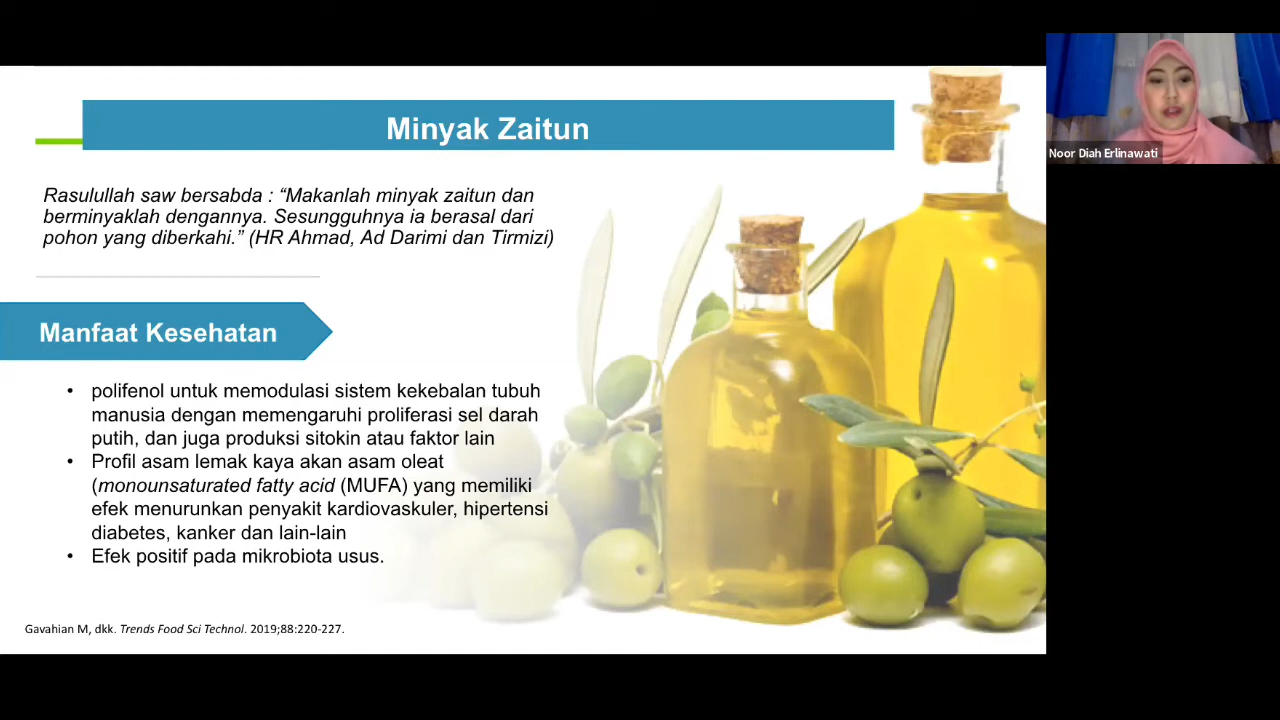 Minyak Zaitun
Rasulullah saw bersabda : “Makanlah minyak zaitun dan
berminyaklah dengannya. Sesungguhnya ia berasal dari
pohon yang diberkahi.” (HR Ahmad, Ad Darimi dan Tirmizi)
Manfaat Kesehatan
• polifenol untuk memodulasi sistem kekebalan tubuh
manusia dengan memengaruhi proliferasi sel darah
putih, dan juga produksi sitokin atau faktor lain
• Profil asam lemak kaya akan asam oleat
(monounsaturated fatty acid (MUFA) yang memiliki
efek menurunkan penyakit kardiovaskuler, hipertensi
diabetes, kanker dan lain-lain
• Efek positif pada mikrobiota usus.
Gavahian M, dkk. Trends Food Sci Technol. 2019;88:220-227.
Noor Diah Erlinawati